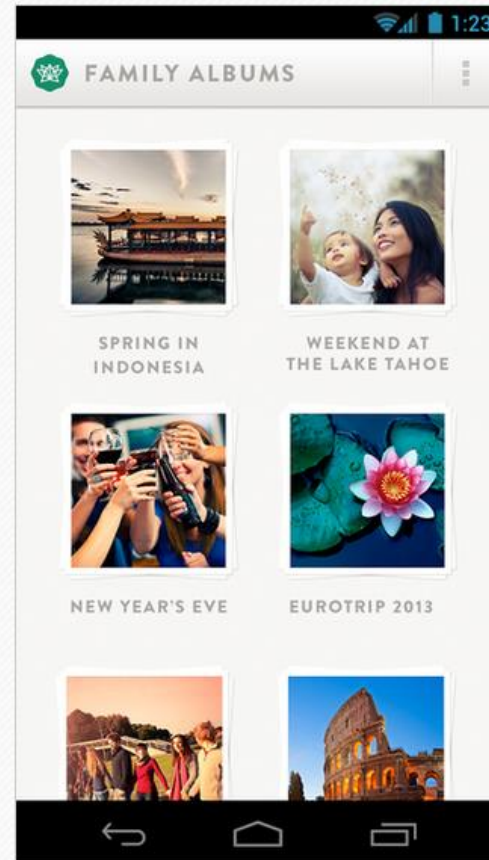 1:23
FAMILY ALBUMS
SPRING IN
INDONESIA
WEEKEND AT
THE LAKE TAHOE
NEW YEAR'S EVE
EUROTRIP 2013